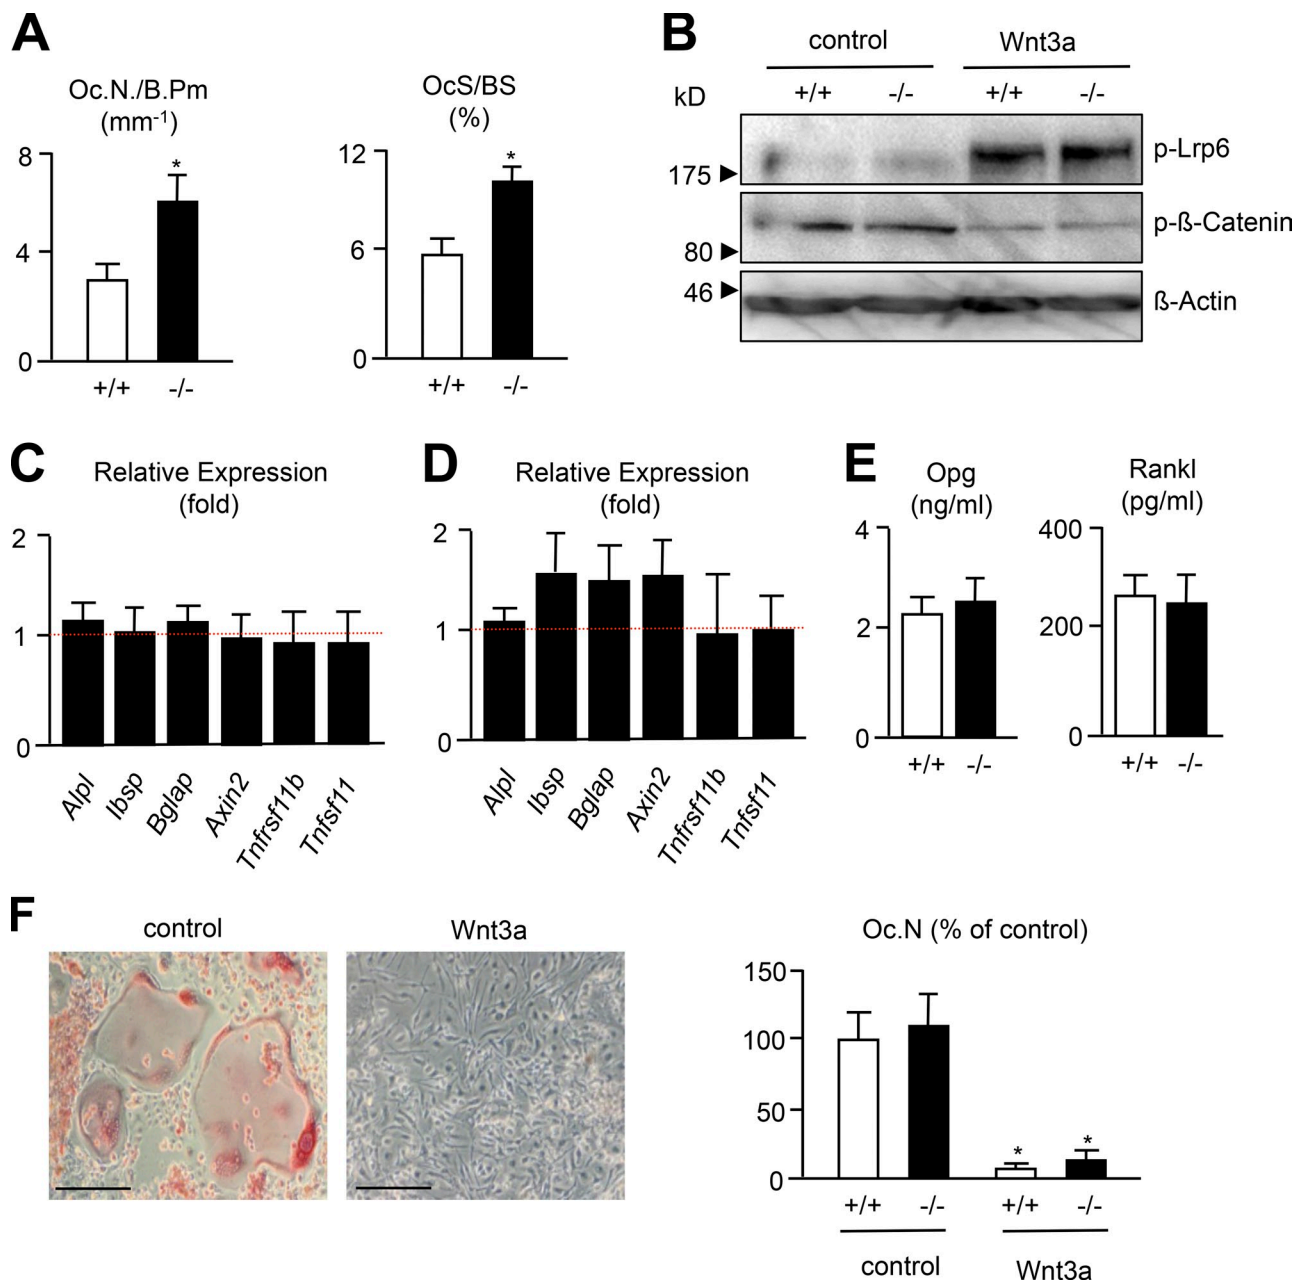 A
Oc.N./B.Pm
(mm-1)
8
4
0
*
+/+ -/-
OcS/BS
(%)
12
6
0
*
+/+ -/-
B
control Wnt3a
kD +/+ -/- +/+ -/-
175 p-Lrp6
80 p-ß-Catenin
46 ß-Actin
C
Relative Expression
(fold)
2
1
0
Alpl Ibsp Bglap Axin2 Tnfrsf11b Tnfsf11
D
Relative Expression
(fold)
2
1
0
Alpl Ibsp Bglap Axin2 Tnfrsf11b Tnfsf11
E
Opg
(ng/ml)
4
2
0
+/+ -/-
Rankl
(pg/ml)
400
200
0
+/+ -/-
F
control Wnt3a
Oc.N (% of control)
150
100
50
0
* *
+/+ -/- +/+ -/-
control Wnt3a